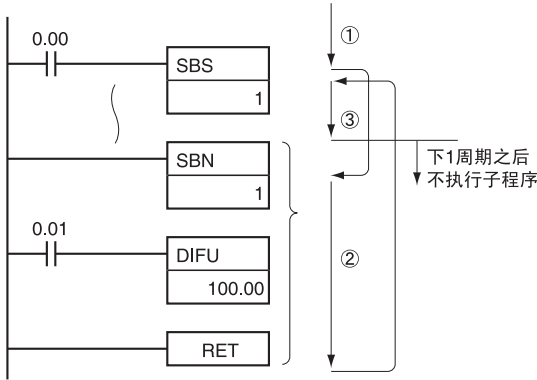 0.00
SBS
1
SBN
1
0.01
DIFU
100.00
RET
①
③
下1周期之后
不执行子程序
②